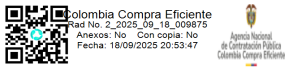 Colombia Compra Eficiente
Rad No. 2_2025_09_18_009875
Anexos: No Con copia: No
Fecha: 18/09/2025 20:53:47
Agencia Nacional
de Contratación Pública
Colombia Compra Eficiente